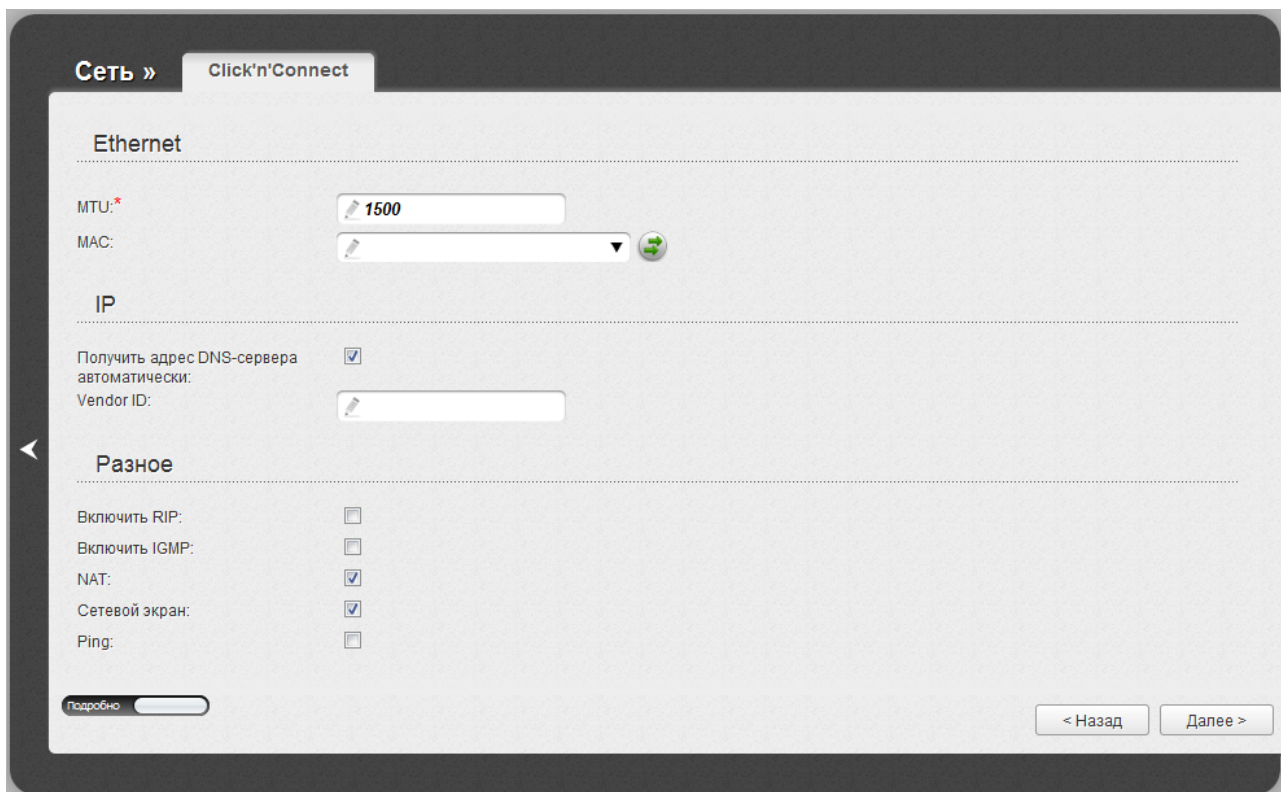 Сеть »
Click'n'Connect
Ethernet
MTU:*
1500
MAC:
IP
Получить адрес DNS-сервера
автоматически:
Vendor ID:
Разное
Включить RIP:
Включить IGMP:
NAT:
Сетевой экран:
Ping:
Подробно
< Назад
Далее >